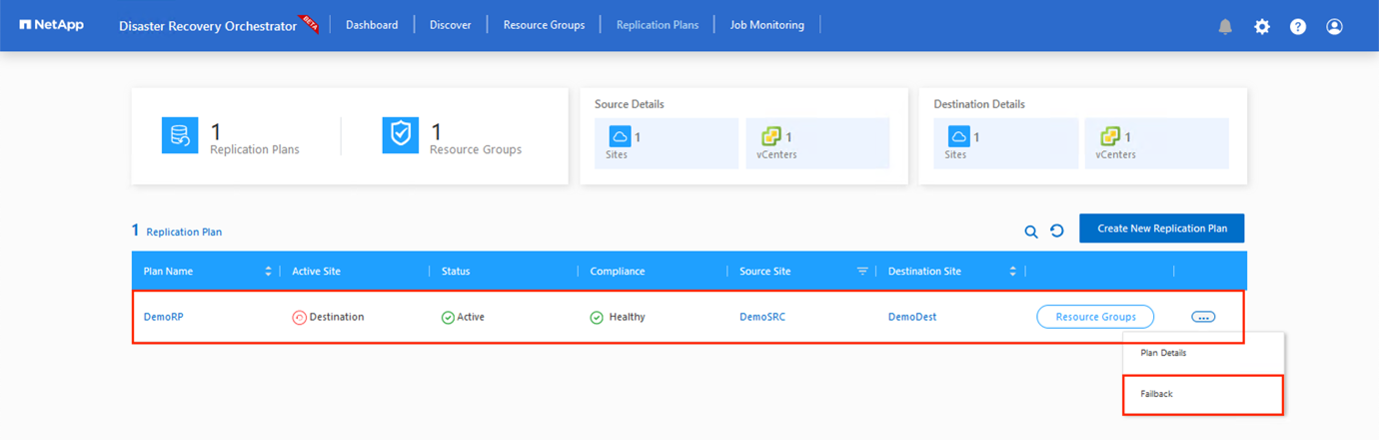 NetApp Disaster Recovery Orchestrator BETA Dashboard Discover Resource Groups Replication Plans Job Monitoring
1 Replication Plans
1 Resource Groups
Source Details
1 Sites
1 vCenters
Destination Details
1 Sites
1 vCenters
1 Replication Plan
Create New Replication Plan
Plan Name Active Site Status Compliance Source Site Destination Site
DemoRP Destination Active Healthy DemoSRC DemoDest Resource Groups ...
Plan Details
Failback